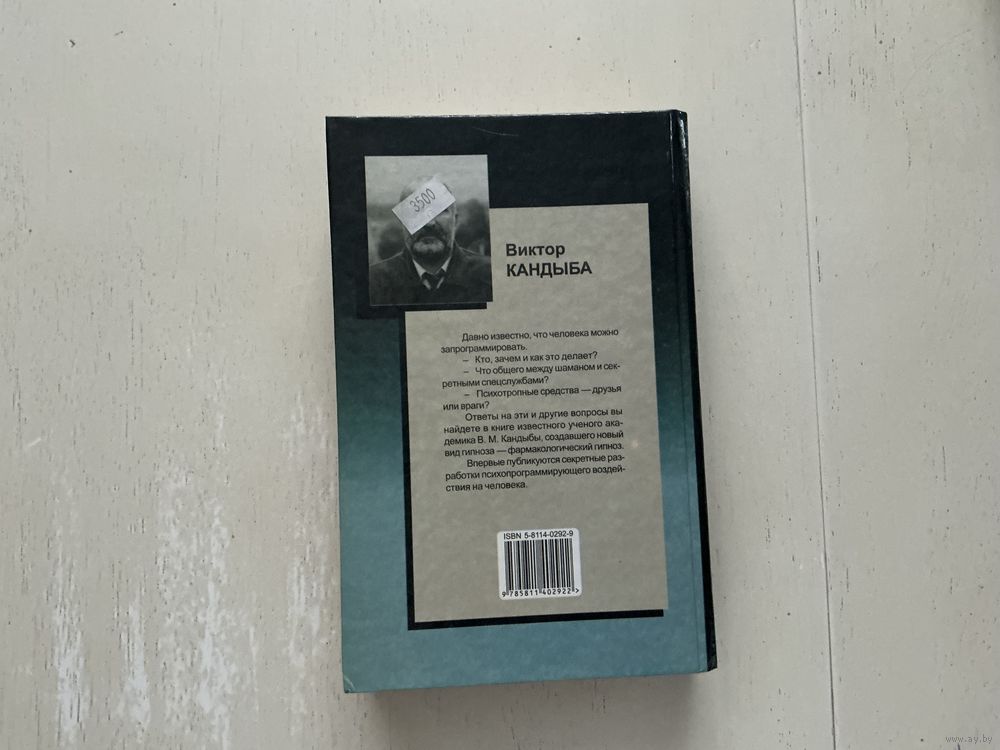 3500
Виктор
КАНДЫБА
Давно известно, что человека можно
запрограммировать.
– Кто, зачем и как это делает?
– Что общего между шаманом и сек-
ретными спецслужбами?
– Психотропные средства — друзья
или враги?
Ответы на эти и другие вопросы вы
найдете в книге известного ученого ака-
демика В. М. Кандыбы, создавшего новый
вид гипноза — фармакологический гипноз.
Впервые публикуются секретные раз-
работки психопрограммирующего воздей-
ствия на человека.
ISBN 5-8114-0292-9
9 785811 402922 >
www.ay.by